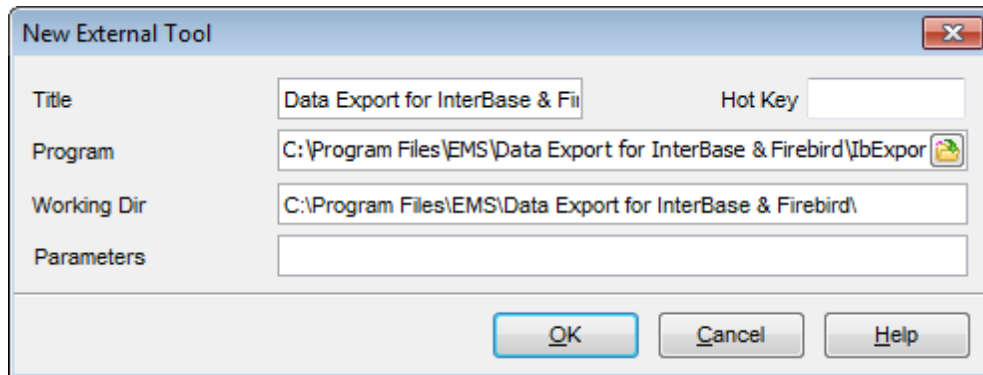 New External Tool
Title Data Export for InterBase & Fir Hot Key
Program C:\Program Files\EMS\Data Export for InterBase & Firebird\IbExpor
Working Dir C:\Program Files\EMS\Data Export for InterBase & Firebird\
Parameters
OK Cancel Help